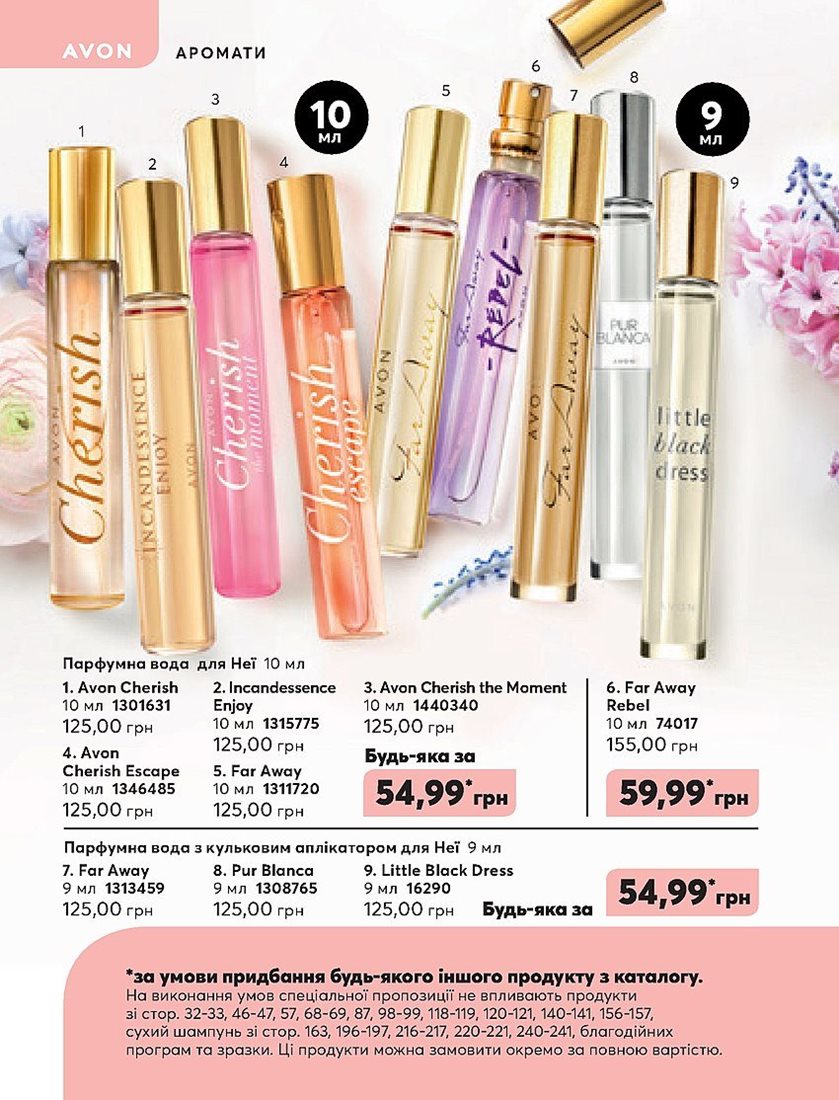 AVON
АРОМАТИ
1
2
3
4
10
мл
5
6
7
8
9
мл
9
AVON
Cherish
INCANDESSENCE
ENJOY
AVON
AVON
Cherish
the moment
AVON
Cherish
escape
AVON
Far Away
Far Away
-REBEL-
AVON
AVO
Far Away
PUR
BLANCA
AVON
little
black
dress
AVON
Парфумна вода для Неї 10 мл
1. Avon Cherish
10 мл 1301631
125,00 грн
2. Incandessence
Enjoy
10 мл 1315775
125,00 грн
3. Avon Cherish the Moment
10 мл 1440340
125,00 грн
4. Avon
Cherish Escape
10 мл 1346485
125,00 грн
5. Far Away
10 мл 1311720
125,00 грн
Будь-яка за
54,99* грн
6. Far Away
Rebel
10 мл 74017
155,00 грн
59,99* грн
Парфумна вода з кульковим аплікатором для Неї 9 мл
7. Far Away
9 мл 1313459
125,00 грн
8. Pur Blanca
9 мл 1308765
125,00 грн
9. Little Black Dress
9 мл 16290
125,00 грн
Будь-яка за
54,99* грн
*за умови придбання будь-якого іншого продукту з каталогу.
На виконання умов спеціальної пропозиції не впливають продукти
зі стор. 32-33, 46-47, 57, 68-69, 87, 98-99, 118-119, 120-121, 140-141, 156-157,
сухий шампунь зі стор. 163, 196-197, 216-217, 220-221, 240-241, благодійних
програм та зразки. Ці продукти можна замовити окремо за повною вартістю.